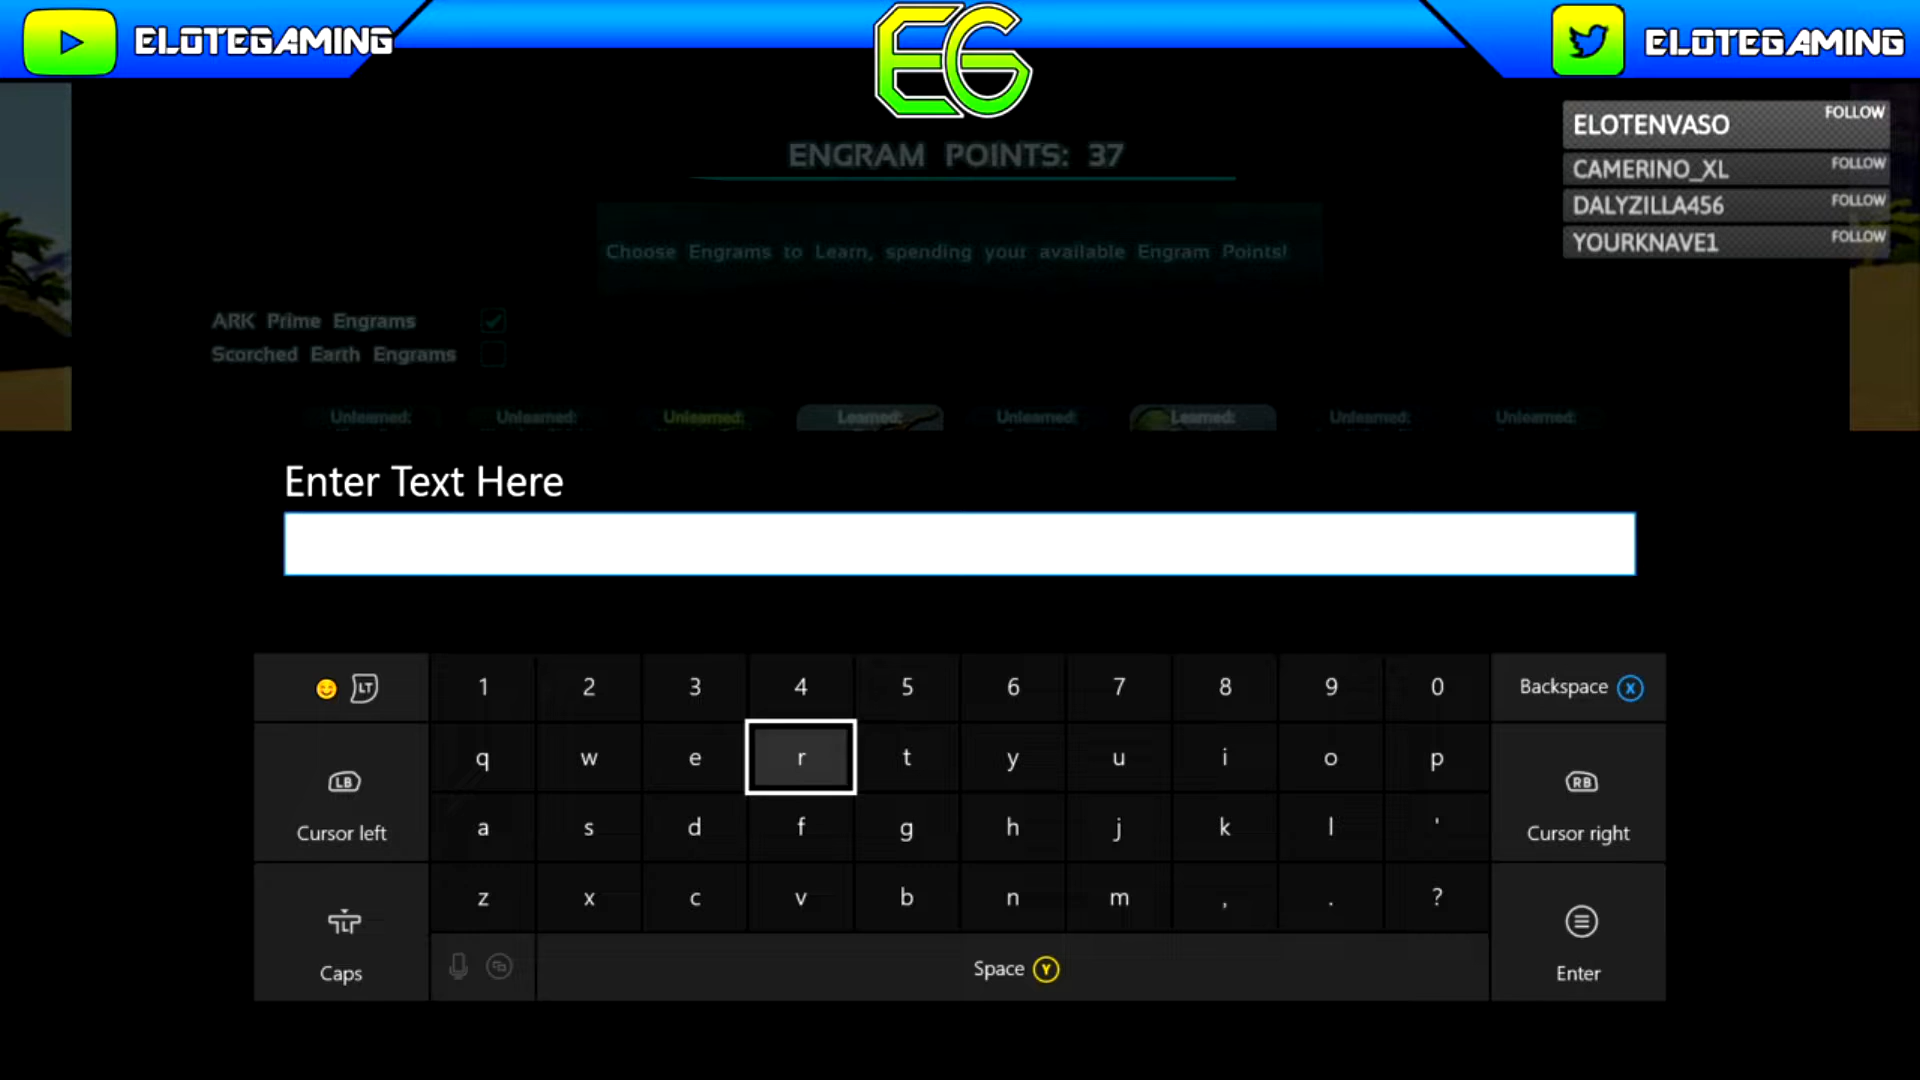 ELOTEGAMING
EG
ELOTEGAMING
ELOTENVASO FOLLOW
CAMERINO_XL FOLLOW
DALYZILLA456 FOLLOW
YOURKNAVE1 FOLLOW
ENGRAM POINTS: 37
Choose Engrams to Learn, spending your available Engram Points!
ARK Prime Engrams
Scorched Earth Engrams
Unlearned: Unlearned: Unlearned: Learned: Unlearned: Learned: Unlearned: Unlearned:
Enter Text Here
LT 1 2 3 4 5 6 7 8 9 0 Backspace X
q w e r t y u i o p
LB Cursor left
RB Cursor right
a s d f g h j k l '
z x c v b n m , . ?
Caps
Space Y
Enter